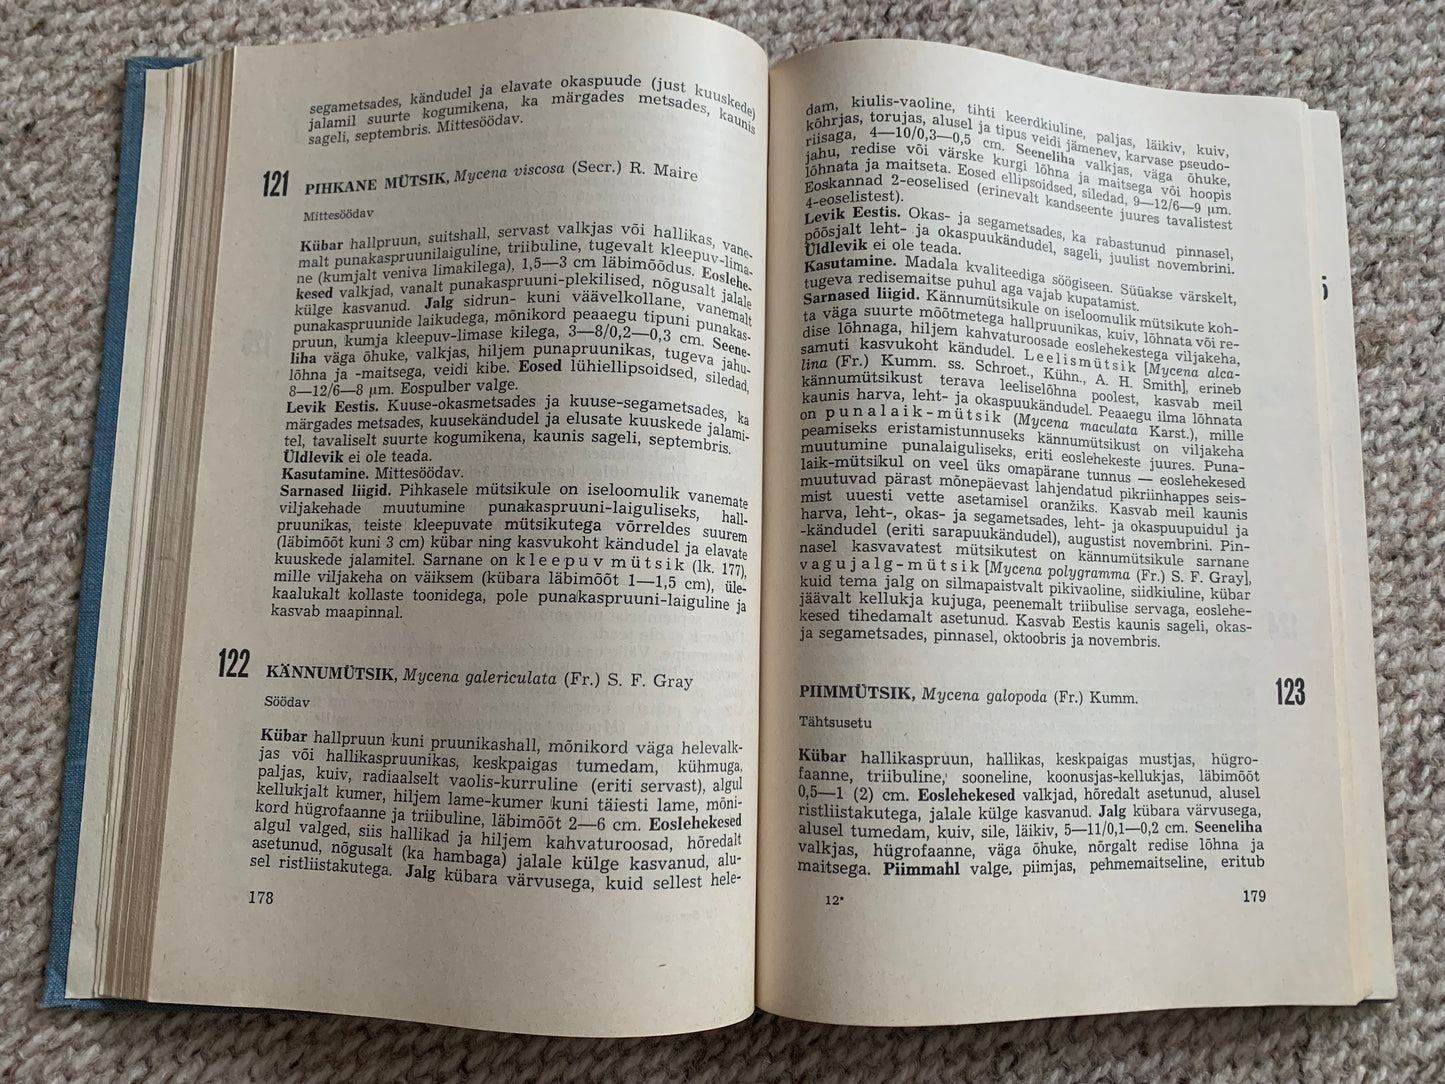 segametsades, kändudel ja elavate okaspuude (just kuuskede)
jalamil suurte kogumikena, ka märgades metsades, kaunis
sageli, septembris. Mittesöödav.
121 PIHKANE MÜTSIK, Mycena viscosa (Secr.) R. Maire
Mittesöödav
Kübar hallpruun, suitshall, servast valkjas või hallikas, vane-
malt punakaspruunilaiguline, triibuline, tugevalt kleepuv-lima-
ne (kumjalt veniva limakilega), 1,5—3 cm läbimõõdus. Eoslehe-
kesed valkjad, vanalt punakaspruuni-plekilised, nõgusalt jalale
külge kasvanud. Jalg sidrun- kuni väävelkollane, vanemalt
punakaspruunide laikudega, mõnikord peaaegu tipuni punakas-
pruun, kumja kleepuv-limase kilega, 3—8/0,2—0,3 cm. Seene-
liha väga õhuke, valkjas, hiljem punapruunikas, tugeva jahu-
lõhna ja -maitsega, veidi kibe. Eosed lühiellipsoidsed, siledad,
8—12/6—8 µm. Eospulber valge.
Levik Eestis. Kuuse-okasmetsades ja kuuse-segametsades, ka
märgades metsades, kuusekändudel ja elusate kuuskede jalami-
tel, tavaliselt suurte kogumikena, kaunis sageli, septembris.
Üldlevik ei ole teada.
Kasutamine. Mittesöödav.
Sarnased liigid. Pihkasele mütsikule on iseloomulik vanemate
viljakehade muutumine punakaspruuni-laiguliseks, hall-
pruunikas, teiste kleepuvate mütsikutega võrreldes suurem
(läbimõõt kuni 3 cm) kübar ning kasvukoht kändudel ja elavate
kuuskede jalamitel. Sarnane on kleepuv mütsik (lk. 177),
mille viljakeha on väiksem (kübara läbimõõt 1—1,5 cm), üle-
kaalukalt kollaste toonidega, pole punakaspruuni-laiguline ja
kasvab maapinnal.
122 KÄNNUMÜTSIK, Mycena galericulata (Fr.) S. F. Gray
Söödav
Kübar hallpruun kuni pruunikashall, mõnikord väga helevalk-
jas või hallikaspruunikas, keskpaigas tumedam, kühmuga,
paljas, kuiv, radiaalselt vaolis-kurruline (eriti servast), algul
kellukjalt kumer, hiljem lame-kumer kuni täiesti lame, mõni-
kord hügrofaanne ja triibuline, läbimõõt 2—6 cm. Eoslehekesed
algul valged, siis hallikad ja hiljem kahvaturoosad, hõredalt
asetunud, nõgusalt (ka hambaga) jalale külge kasvanud, alu-
sel ristliistakutega. Jalg kübara värvusega, kuid sellest hele-
178
dam, kiulis-vaoline, tihti keerdkiuline, paljas, läikiv, kuiv,
kõhrjas, torujas, alusel ja tipus veidi jämenev, karvase pseudo-
riisaga, 4—10/0,3—0,5 cm. Seeneliha valkjas, väga õhuke,
jahu, redise või värske kurgi lõhna ja maitsega või hoopis
lõhnata ja maitseta. Eosed ellipsoidsed, siledad, 9—12/6—9 µm.
Eoskannad 2-eoselised (erinevalt kandseente juures tavalistest
4-eoselistest).
Levik Eestis. Okas- ja segametsades, ka rabastunud pinnasel,
põõsjalt leht- ja okaspuukändudel, sageli, juulist novembrini.
Üldlevik ei ole teada.
Kasutamine. Madala kvaliteediga söögiseen. Süüakse värskelt,
tugeva redisemaitse puhul aga vajab kupatamist.
Sarnased liigid. Kännumütsikule on iseloomulik mütsikute koh-
ta väga suurte mõõtmetega hallpruunikas, kuiv, lõhnata või re-
dise lõhnaga, hiljem kahvaturoosade eoslehekestega viljakeha,
samuti kasvukoht kändudel. Leelismütsik [Mycena alca-
lina (Fr.) Kumm. ss. Schroet., Kühn., A. H. Smith], erineb
kännumütsikust terava leeliselõhna poolest, kasvab meil
kaunis harva, leht- ja okaspuukändudel. Peaaegu ilma lõhnata
on punalaik-mütsik (Mycena maculata Karst.), mille
peamiseks eristamistunnuseks kännumütsikust on viljakeha
muutumine punalaiguliseks, eriti eoslehekeste juures. Puna-
laik-mütsikul on veel üks omapärane tunnus — eoslehekesed
muutuvad pärast mõnepäevast lahjendatud pikriinhappes seis-
mist uuesti vette asetamisel oranžiks. Kasvab meil kaunis
harva, leht-, okas- ja segametsades, leht- ja okaspuupuidul ja
-kändudel (eriti sarapuukändudel), augustist novembrini. Pin-
nasel kasvavatest mütsikutest on kännumütsikule sarnane
vagujalg-mütsik [Mycena polygramma (Fr.) S. F. Gray],
kuid tema jalg on silmapaistvalt pikivaoline, siidkiuline, kübar
jäävalt kellukja kujuga, peenemalt triibulise servaga, eoslehe-
kesed tihedamalt asetunud. Kasvab Eestis kaunis sageli, okas-
ja segametsades, pinnasel, oktoobris ja novembris.
PIIMMÜTSIK, Mycena galopoda (Fr.) Kumm. 123
Tähtsusetu
Kübar hallikaspruun, hallikas, keskpaigas mustjas, hügro-
faanne, triibuline, sooneline, koonusjas-kellukjas, läbimõõt
0,5—1 (2) cm. Eoslehekesed valkjad, hõredalt asetunud, alusel
ristliistakutega, jalale külge kasvanud. Jalg kübara värvusega,
alusel tumedam, kuiv, sile, läikiv, 5—11/0,1—0,2 cm. Seeneliha
valkjas, hügrofaanne, väga õhuke, nõrgalt redise lõhna ja
maitsega. Piimmahl valge, piimjas, pehmemaitseline, eritub
12*
179